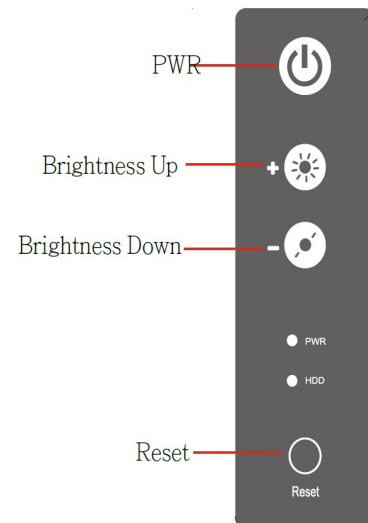 PWR
Brightness Up
+
Brightness Down
-
PWR
HDD
Reset
Reset